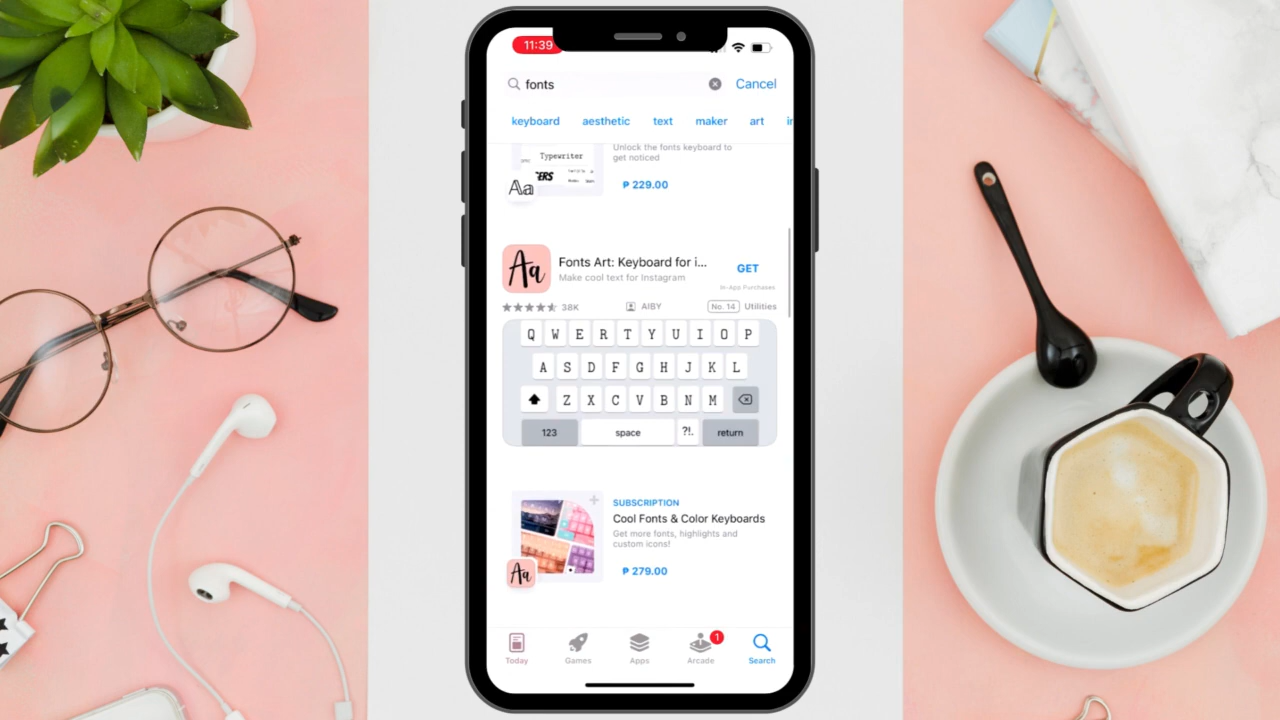 11:39
fonts
Cancel
keyboard aesthetic text maker art
Typewriter
Unlock the fonts keyboard to
get noticed
Aa
₱ 229.00
Aa
Fonts Art: Keyboard for i...
GET
Make cool text for Instagram
In-App Purchases
38K
AIBY
No. 14
Utilities
Q W E R T Y U I O P
A S D F G H J K L
Z X C V B N M
123
space
?!.
return
SUBSCRIPTION
Cool Fonts & Color Keyboards
Get more fonts, highlights and
custom icons!
Aa
₱ 279.00
1
Today
Games
Apps
Arcade
Search